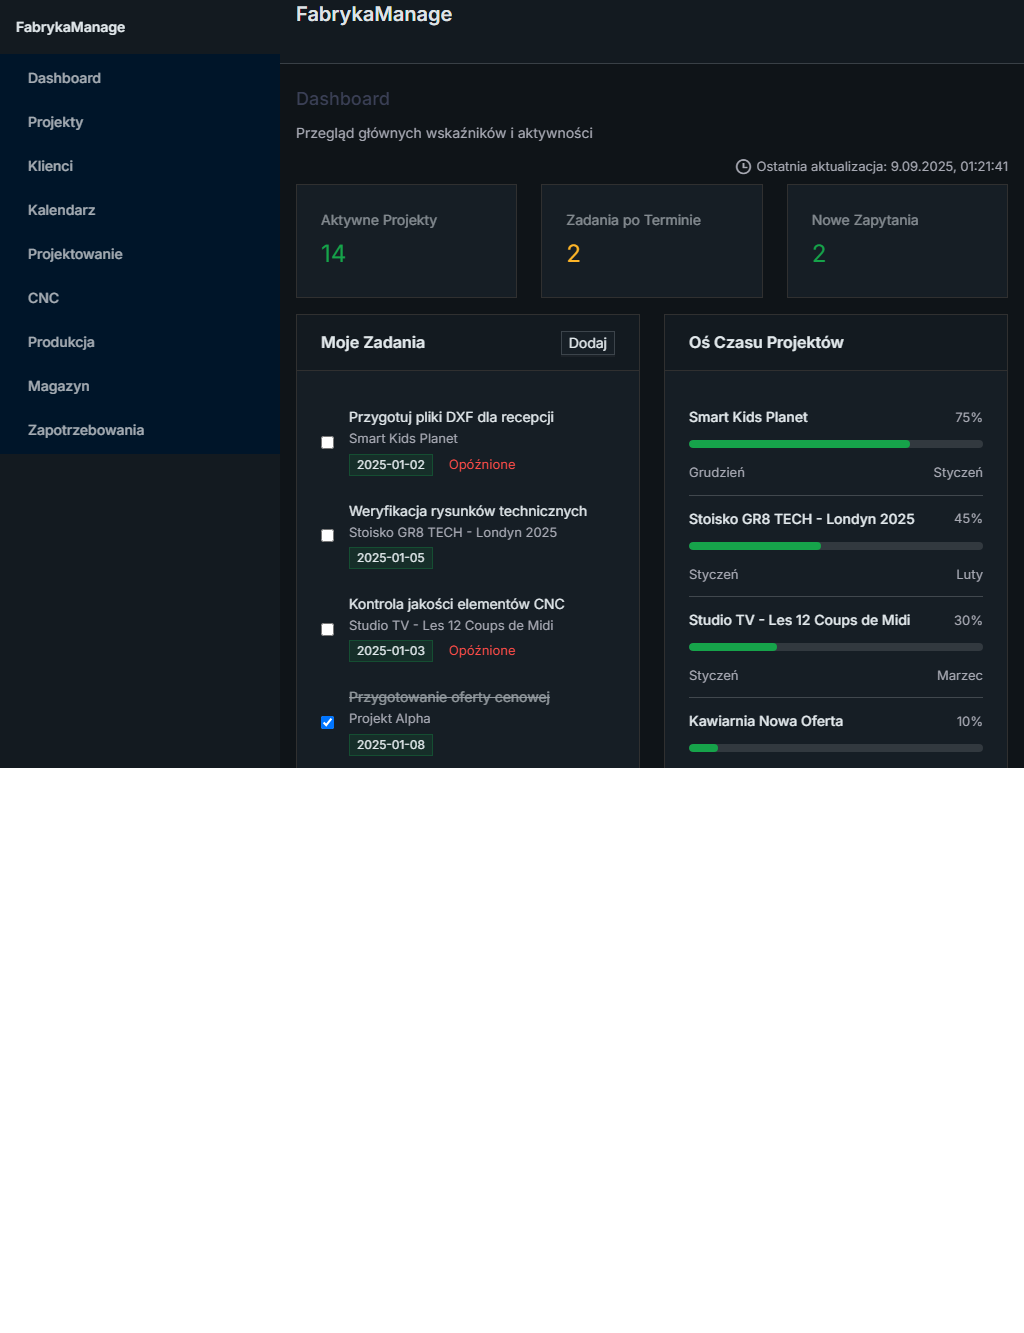 FabrykaManage
Dashboard
Projekty
Klienci
Kalendarz
Projektowanie
CNC
Produkcja
Magazyn
Zapotrzebowania
FabrykaManage
Dashboard
Przegląd głównych wskaźników i aktywności
Ostatnia aktualizacja: 9.09.2025, 01:21:41
Aktywne Projekty
14
Zadania po Terminie
2
Nowe Zapytania
2
Moje Zadania
Dodaj
Przygotuj pliki DXF dla recepcji
Smart Kids Planet
2025-01-02 Opóźnione
Weryfikacja rysunków technicznych
Stoisko GR8 TECH - Londyn 2025
2025-01-05
Kontrola jakości elementów CNC
Studio TV - Les 12 Coups de Midi
2025-01-03 Opóźnione
Przygotowanie oferty cenowej
Projekt Alpha
2025-01-08
Oś Czasu Projektów
Smart Kids Planet 75%
Grudzień Styczeń
Stoisko GR8 TECH - Londyn 2025 45%
Styczeń Luty
Studio TV - Les 12 Coups de Midi 30%
Styczeń Marzec
Kawiarnia Nowa Oferta 10%